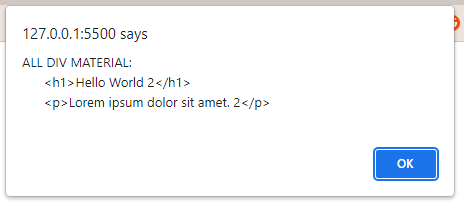 127.0.0.1:5500 says
ALL DIV MATERIAL:
<h1>Hello World 2</h1>
<p>Lorem ipsum dolor sit amet. 2</p>
OK